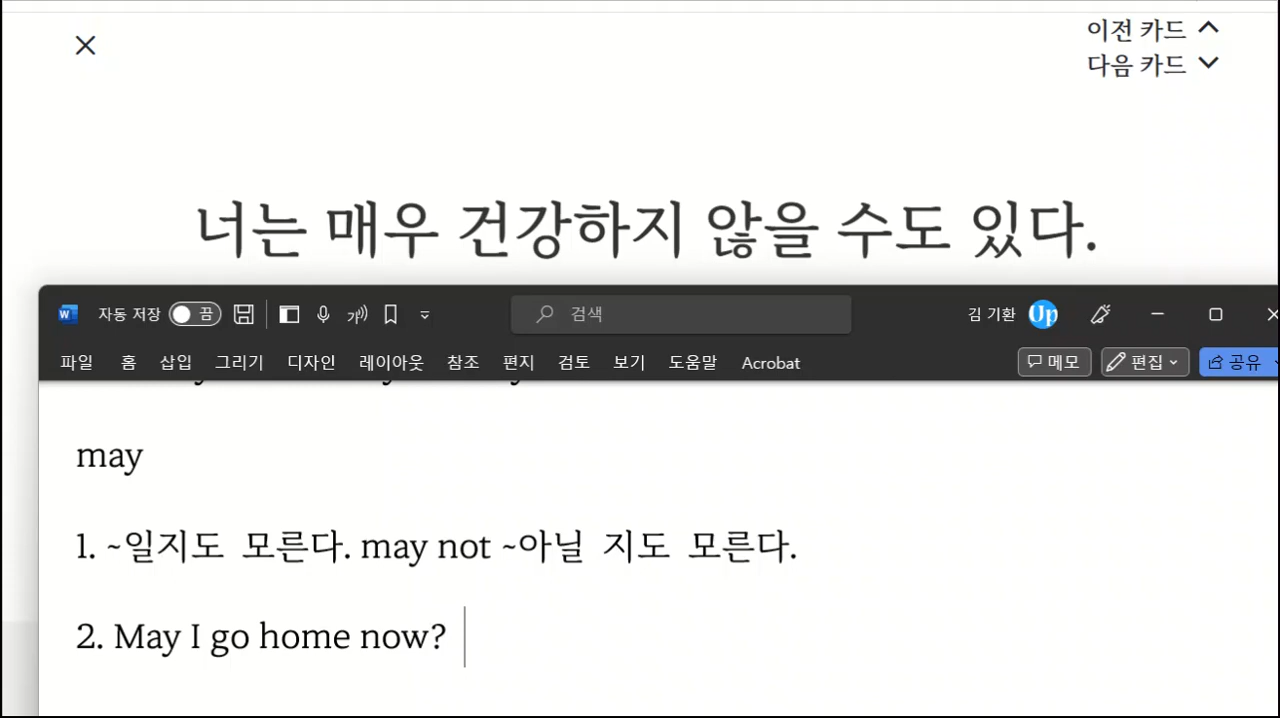 이전 카드
다음 카드
너는 매우 건강하지 않을 수도 있다.
자동 저장 끔 가 검색 김 기환 Up
파일 홈 삽입 그리기 디자인 레이아웃 참조 편지 검토 보기 도움말 Acrobat 메모 편집 공유
may
1. ~일지도 모른다. may not ~아닐 지도 모른다.
2. May I go home now?